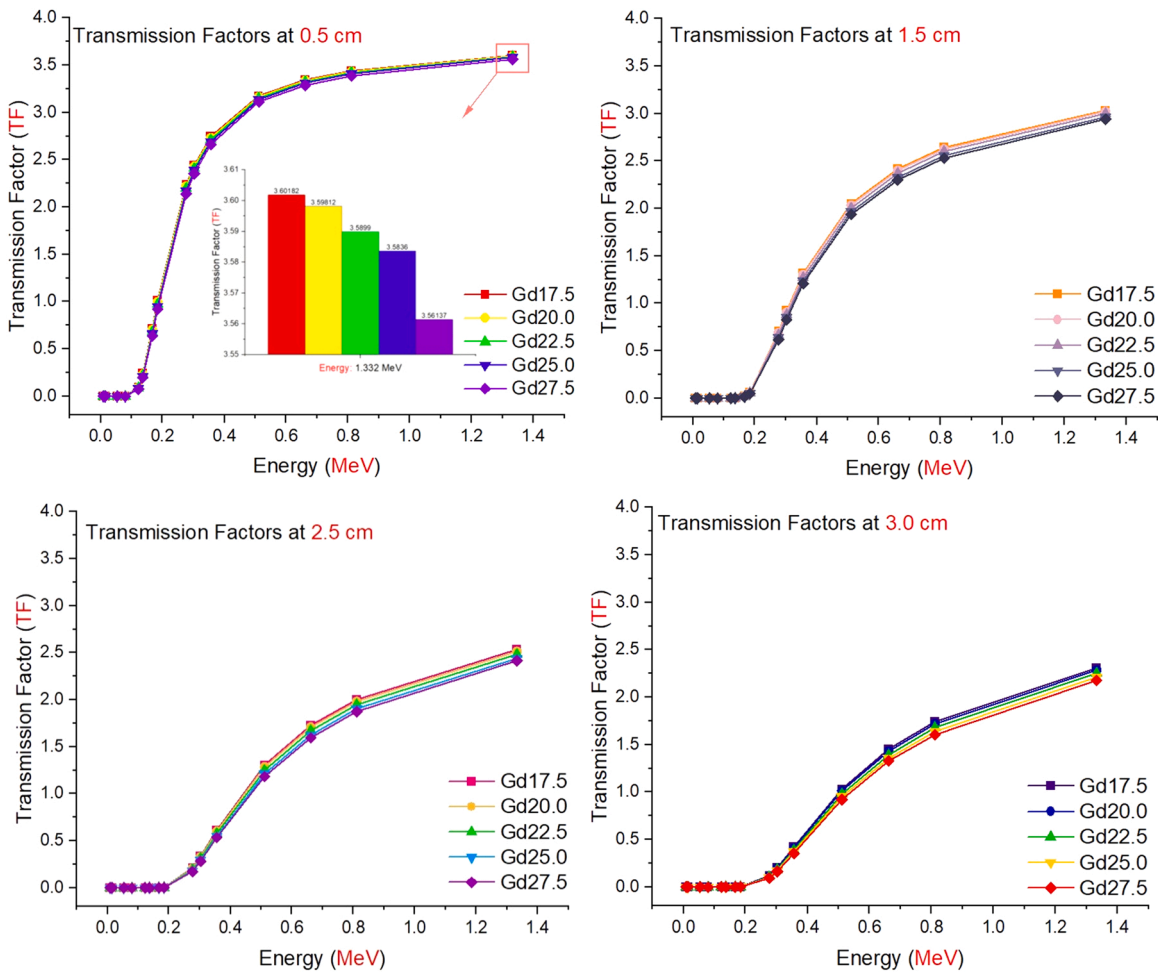 Transmission Factors at 0.5 cm
Transmission Factor (TF)
4.0
3.5
3.0
2.5
2.0
1.5
1.0
0.5
0.0
0.0 0.2 0.4 0.6 0.8 1.0 1.2 1.4
Energy (MeV)
Transmission Factor (TF)
3.61
3.60
3.59
3.58
3.57
3.56
3.55
3.60182
3.59812
3.5899
3.5836
3.56137
Energy: 1.332 MeV
Gd17.5
Gd20.0
Gd22.5
Gd25.0
Gd27.5
Transmission Factors at 1.5 cm
Transmission Factor (TF)
4.0
3.5
3.0
2.5
2.0
1.5
1.0
0.5
0.0
0.0 0.2 0.4 0.6 0.8 1.0 1.2 1.4
Energy (MeV)
Gd17.5
Gd20.0
Gd22.5
Gd25.0
Gd27.5
Transmission Factors at 2.5 cm
Transmission Factor (TF)
4.0
3.5
3.0
2.5
2.0
1.5
1.0
0.5
0.0
0.0 0.2 0.4 0.6 0.8 1.0 1.2 1.4
Energy (MeV)
Gd17.5
Gd20.0
Gd22.5
Gd25.0
Gd27.5
Transmission Factors at 3.0 cm
Transmission Factor (TF)
4.0
3.5
3.0
2.5
2.0
1.5
1.0
0.5
0.0
0.0 0.2 0.4 0.6 0.8 1.0 1.2 1.4
Energy (MeV)
Gd17.5
Gd20.0
Gd22.5
Gd25.0
Gd27.5